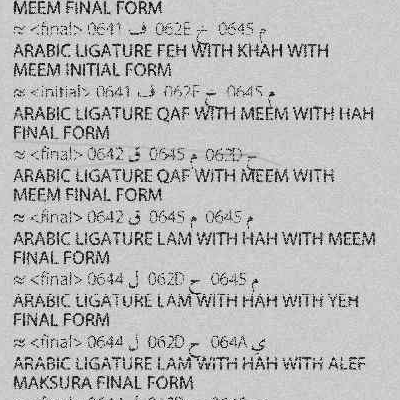 MEEM FINAL FORM
≈ <final> 0641 ف 062E خ 0645 م
ARABIC LIGATURE FEH WITH KHAH WITH
MEEM INITIAL FORM
≈ <initial> 0641 ف 062E خ 0645 م
ARABIC LIGATURE QAF WITH MEEM WITH HAH
FINAL FORM
≈ <final> 0642 ق 0645 م 062D ح
ARABIC LIGATURE QAF WITH MEEM WITH
MEEM FINAL FORM
≈ <final> 0642 ق 0645 م 0645 م
ARABIC LIGATURE LAM WITH HAH WITH MEEM
FINAL FORM
≈ <final> 0644 ل 062D ح 0645 م
ARABIC LIGATURE LAM WITH HAH WITH YEH
FINAL FORM
≈ <final> 0644 ل 062D ح 064A ي
ARABIC LIGATURE LAM WITH HAH WITH ALEF
MAKSURA FINAL FORM